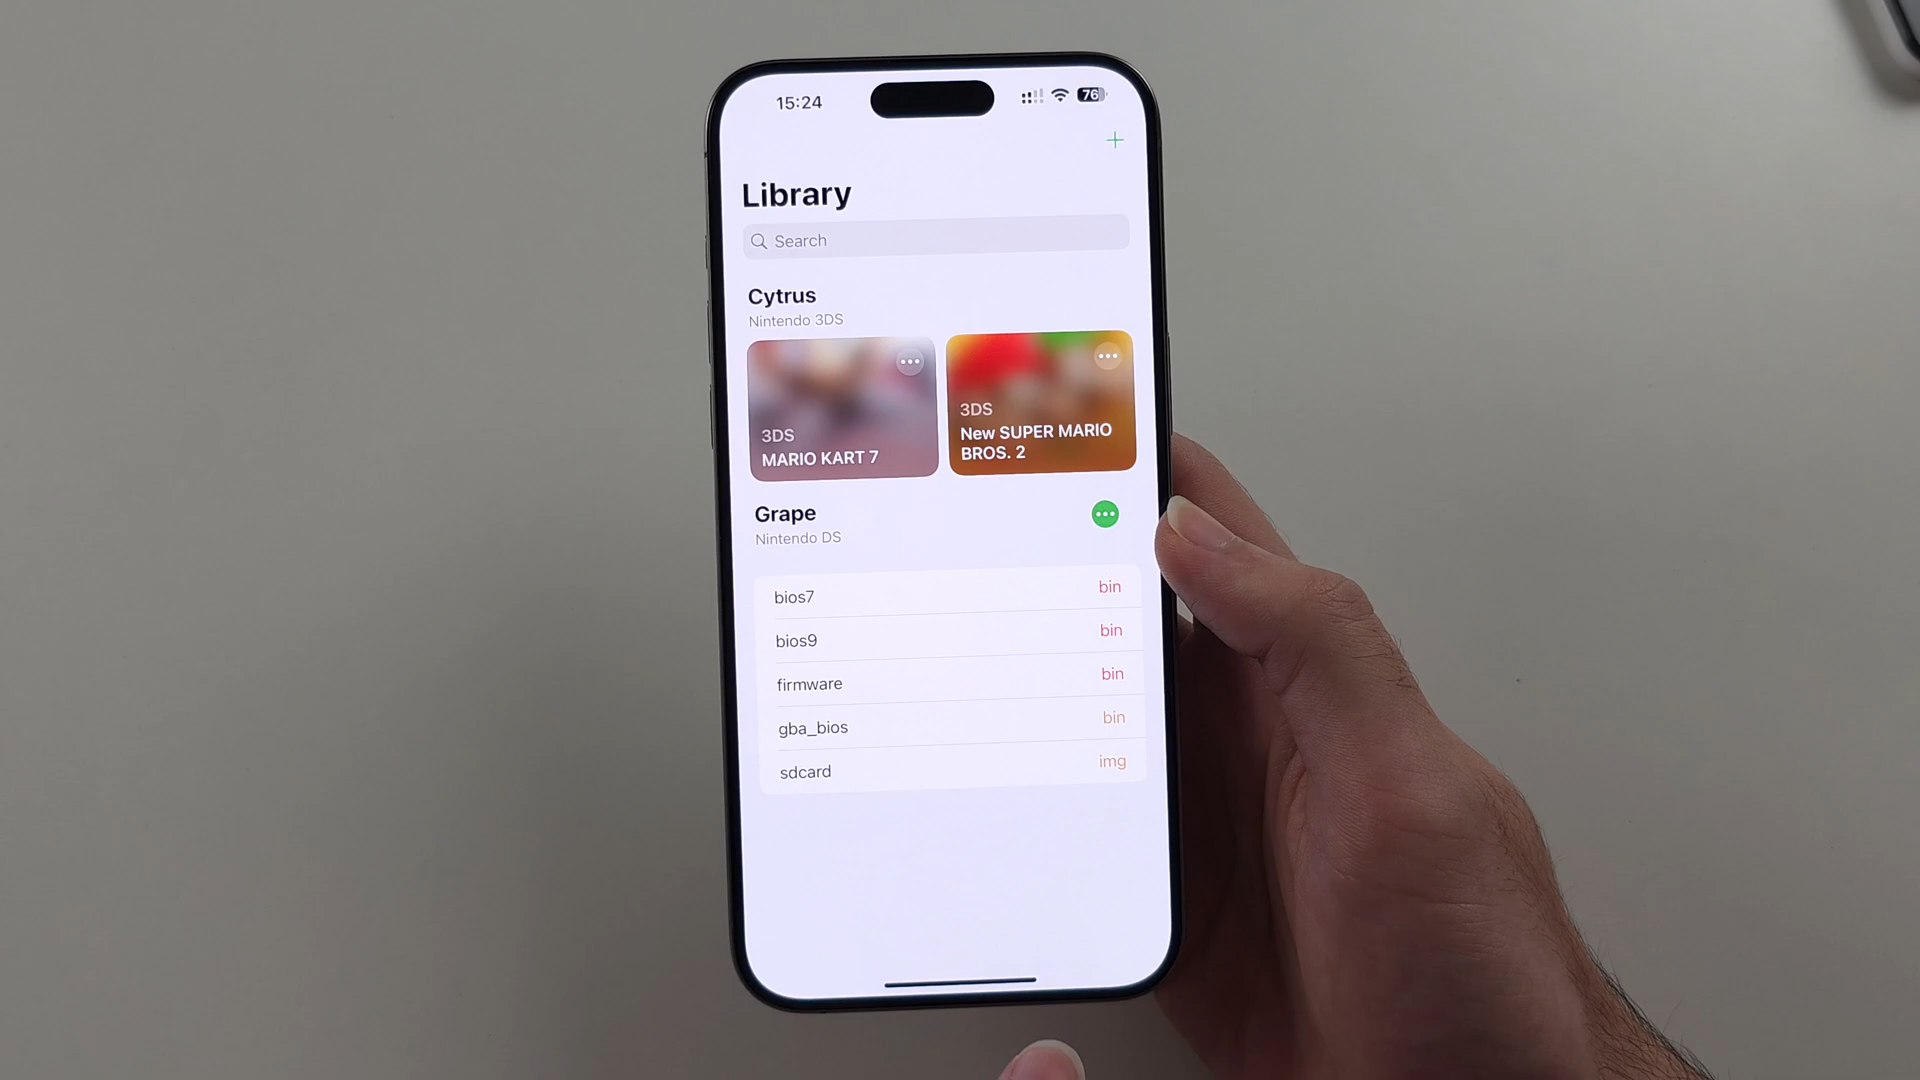 15:24
76
Library
Search
Cytrus
Nintendo 3DS
3DS
MARIO KART 7
3DS
New SUPER MARIO
BROS. 2
Grape
Nintendo DS
bios7 bin
bios9 bin
firmware bin
gba_bios bin
sdcard img